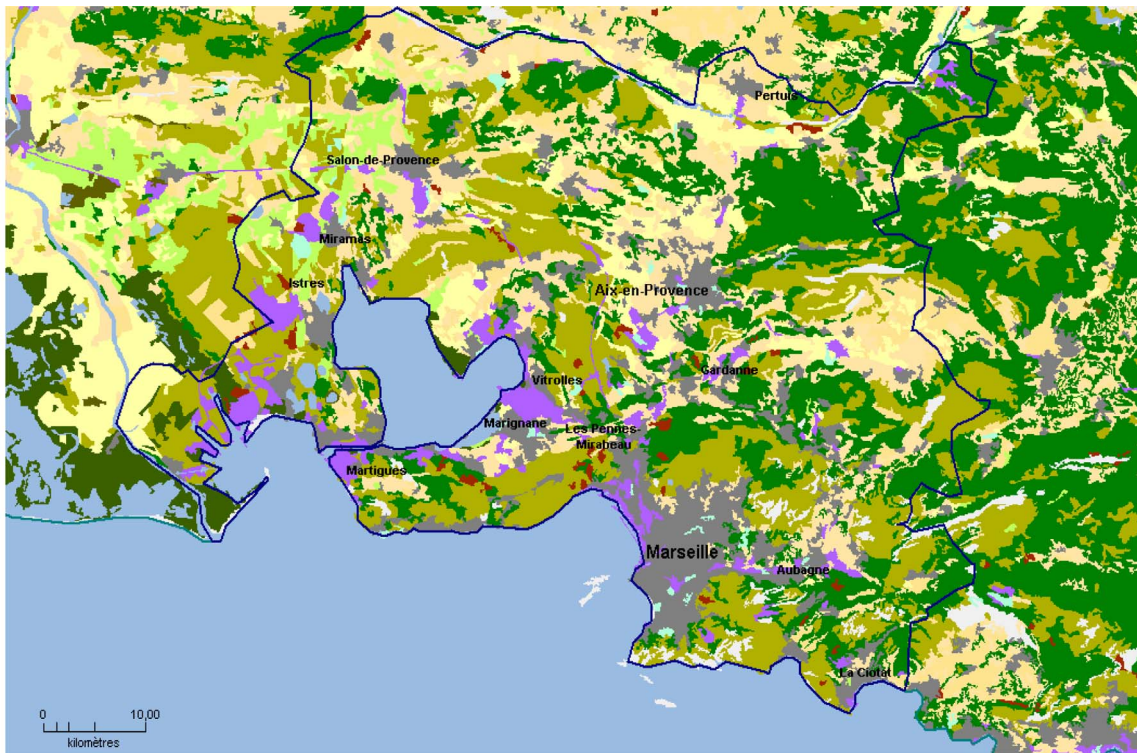 Pertuis
Salon-de-Provence
Miramas
Istres
Aix-en-Provence
Gardanne
Vitrolles
Marignane
Les Pennes-
Mirabeau
Martigues
Marseille
Aubagne
La Ciotat
0 10,00
kilomètres